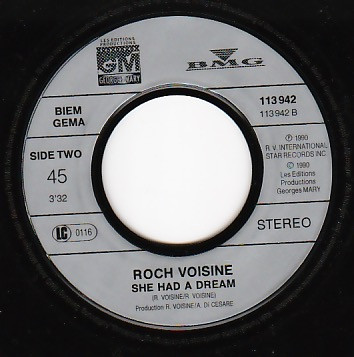 LES EDITIONS
PRODUCTIONS
GM
GEORGES MARY
BMG
BIEM
GEMA
113 942
113 942 B
SIDE TWO
45
3'32
℗ 1990
R.V. INTERNATIONAL
STAR RECORDS INC.
© 1990
Les Editions
Productions
Georges MARY
LC 0116
STEREO
ROCH VOISINE
SHE HAD A DREAM
(R. VOISINE/R. VOISINE)
Production R. VOISINE/A. DI CESARE